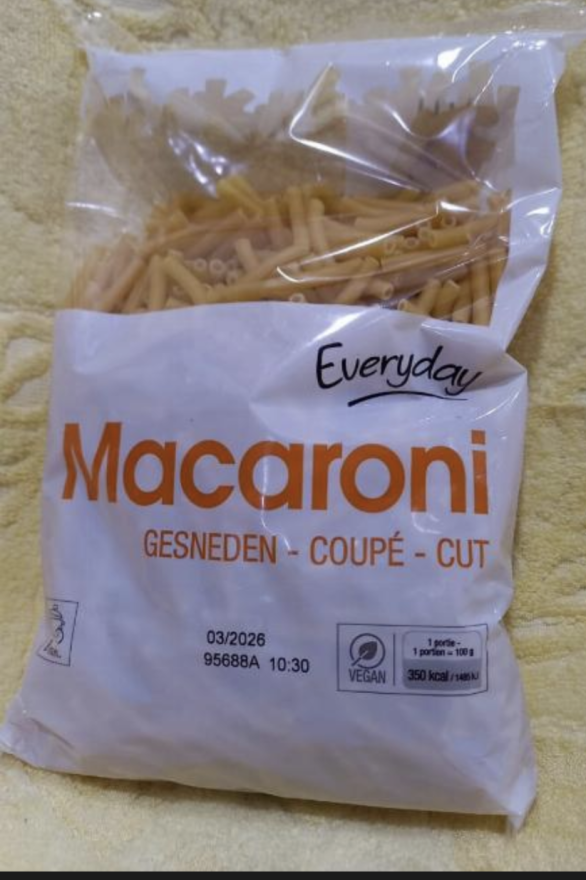 Everyday
Macaroni
GESNEDEN - COUPÉ - CUT
03/2026
95688A 10:30
VEGAN
1 portie -
1 portion = 100 g
350 kcal / 1485 kJ